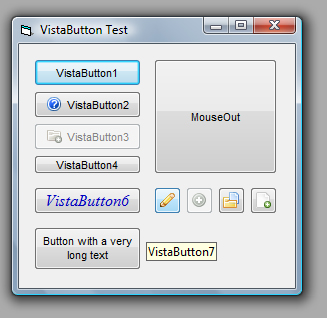 VistaButton Test
VistaButton1
VistaButton2
VistaButton3
VistaButton4
MouseOut
VistaButton6
Button with a very
long text
VistaButton7